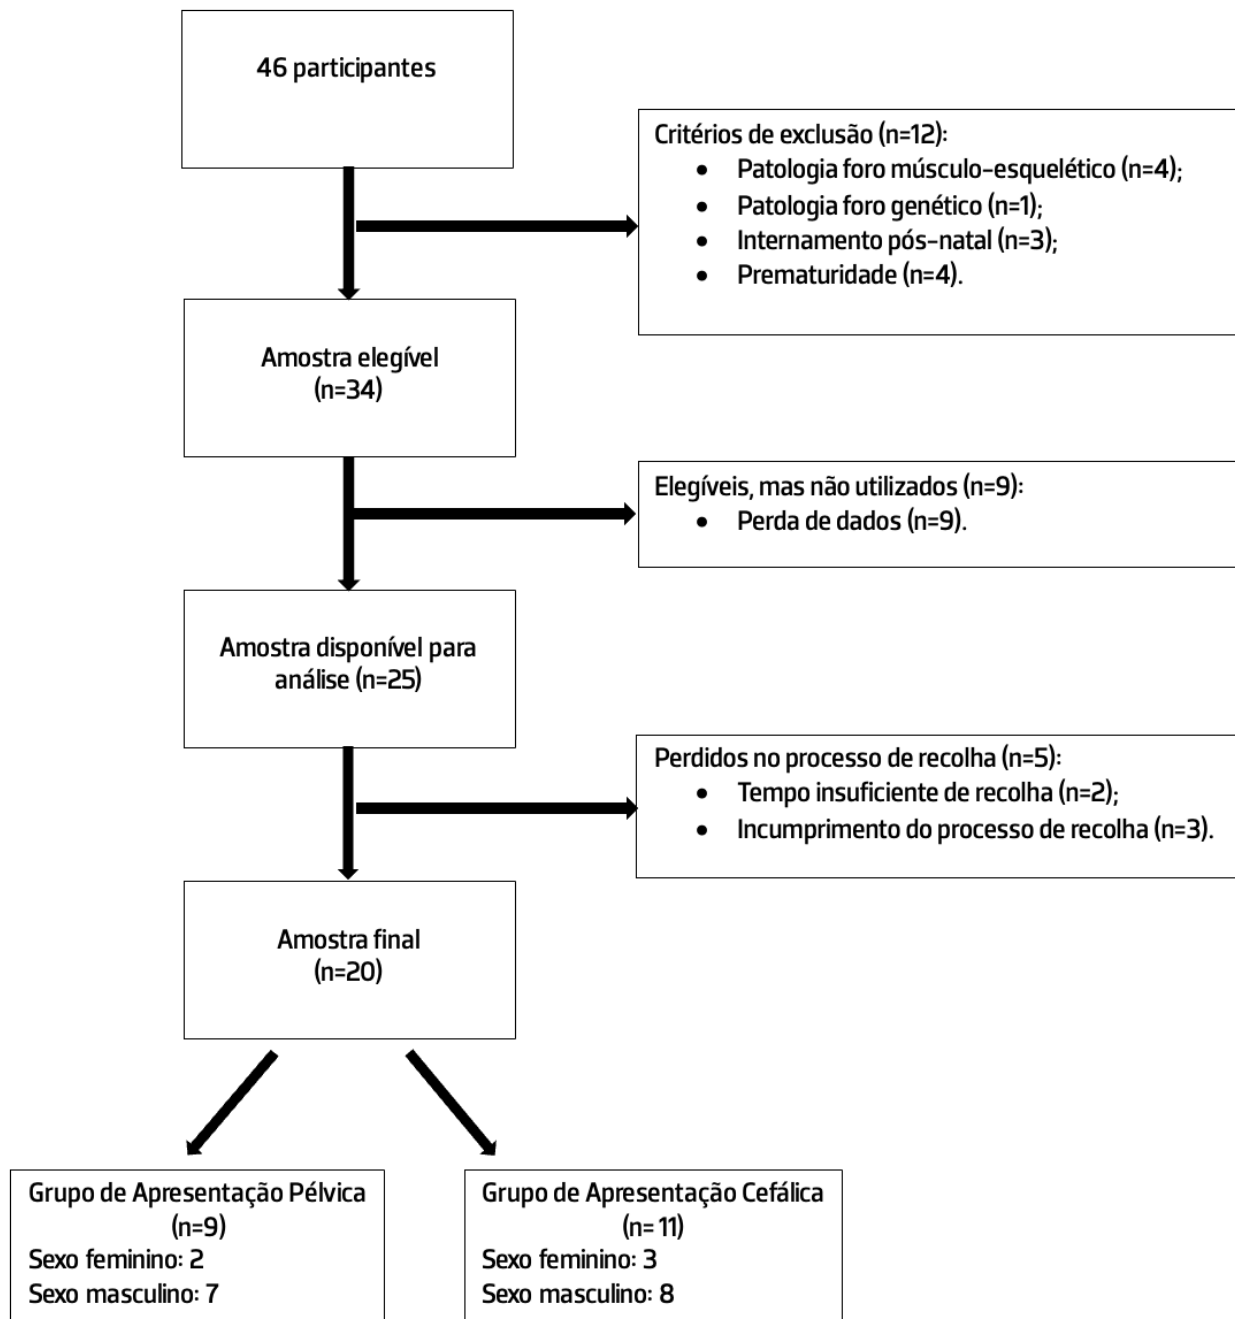 46 participantes
Critérios de exclusão (n=12):
• Patologia foro músculo-esquelético (n=4);
• Patologia foro genético (n=1);
• Internamento pós-natal (n=3);
• Prematuridade (n=4).
Amostra elegível
(n=34)
Elegíveis, mas não utilizados (n=9):
• Perda de dados (n=9).
Amostra disponível para
análise (n=25)
Perdidos no processo de recolha (n=5):
• Tempo insuficiente de recolha (n=2);
• Incumprimento do processo de recolha (n=3).
Amostra final
(n=20)
Grupo de Apresentação Pélvica
(n=9)
Sexo feminino: 2
Sexo masculino: 7
Grupo de Apresentação Cefálica
(n= 11)
Sexo feminino: 3
Sexo masculino: 8